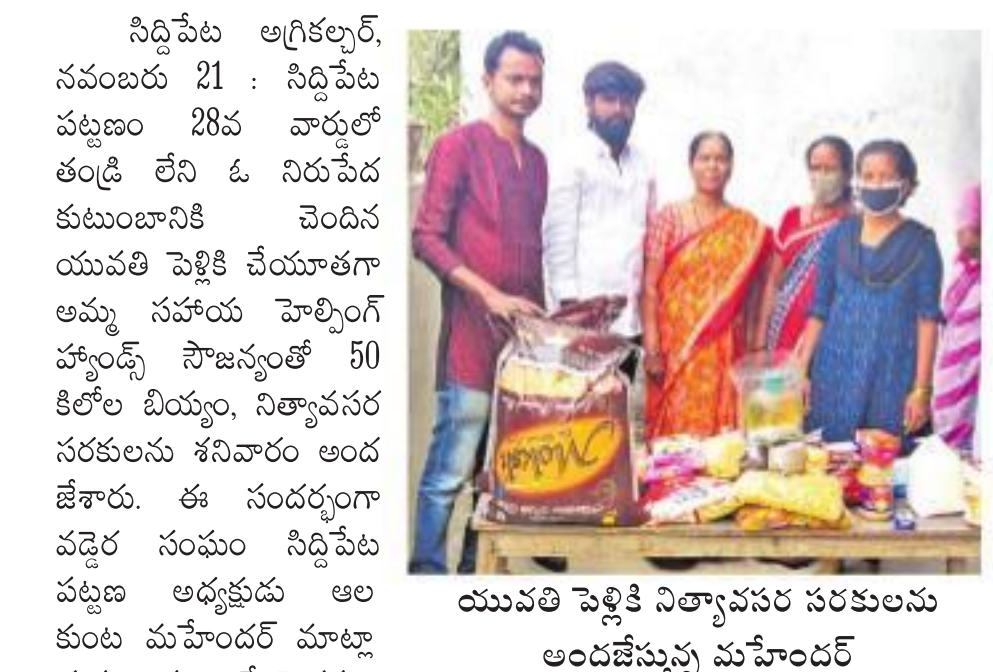 సిద్దిపేట అగ్రికల్చర్,
నవంబరు 21 : సిద్దిపేట
పట్టణం 28వ వార్డులో
తండ్రి లేని ఓ నిరుపేద
కుటుంబానికి చెందిన
యువతి పెళ్లికి చేయూతగా
అమ్మ సహాయ హెల్పింగ్
హ్యాండ్స్ సౌజన్యంతో 50
కిలోల బియ్యం, నిత్యావసర
సరకులను శనివారం అంద
జేశారు. ఈ సందర్భంగా
వడ్డెర సంఘం సిద్దిపేట
పట్టణ అధ్యక్షుడు ఆల
కుంట మహేందర్ మాట్లా
యువతి పెళ్లికి నిత్యావసర సరకులను
అందజేస్తున్న మహేందర్